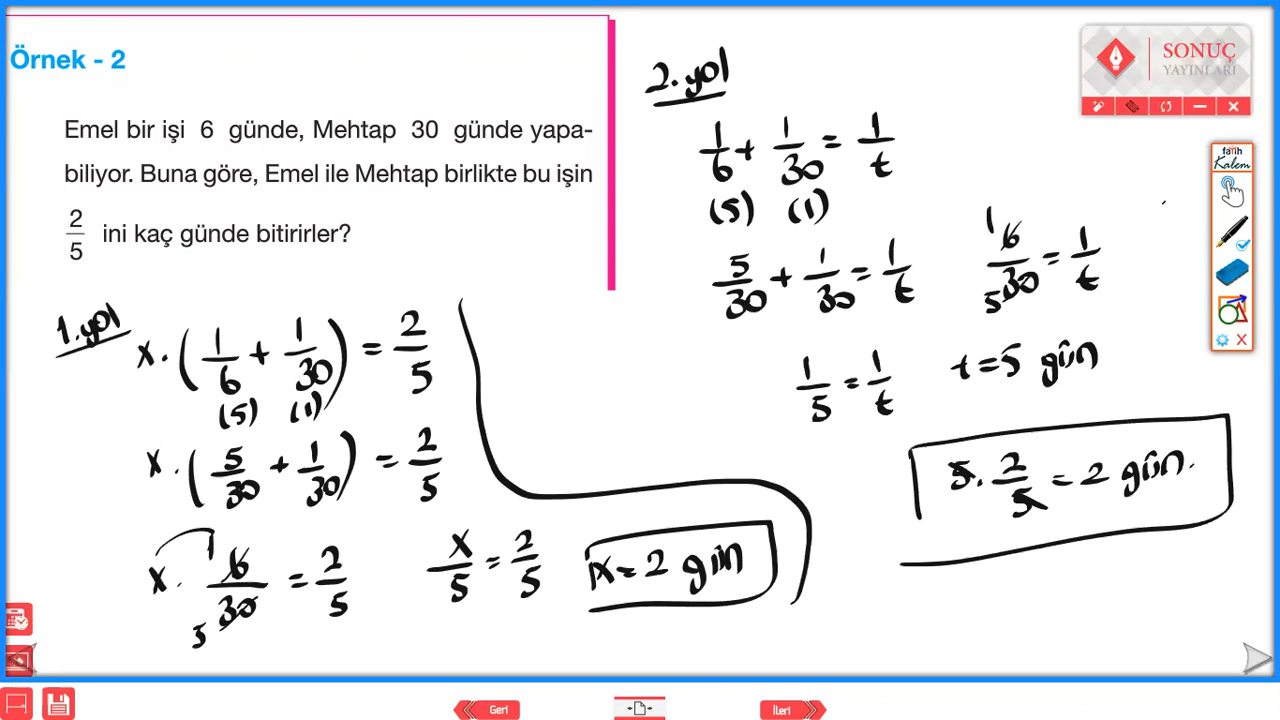 Örnek - 2
Emel bir işi 6 günde, Mehtap 30 günde yapa-
biliyor. Buna göre, Emel ile Mehtap birlikte bu işin
2/5 ini kaç günde bitirirler?
1.yol
x . (1/6 + 1/30) = 2/5
(5) (1)
x . (5/30 + 1/30) = 2/5
x . 6/30 = 2/5
1
5
x/5 = 2/5
x = 2 gün
2.yol
1/6 + 1/30 = 1/t
(5) (1)
5/30 + 1/30 = 1/t
6/30 = 1/t
1
5
1/5 = 1/t
t = 5 gün
5 . 2/5 = 2 gün.
SONUÇ
YAYINLARI
fatih
Kalem
Geri
İleri